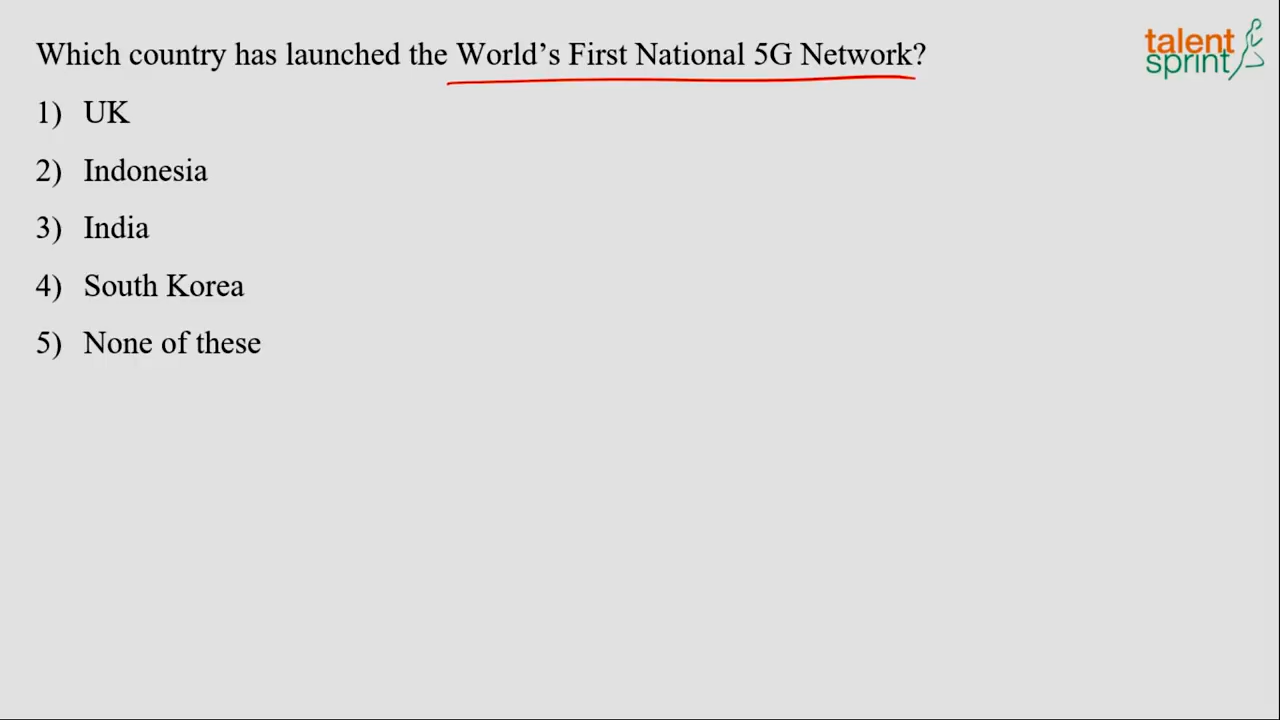 Which country has launched the World’s First National 5G Network?
talent
sprint
1) UK
2) Indonesia
3) India
4) South Korea
5) None of these